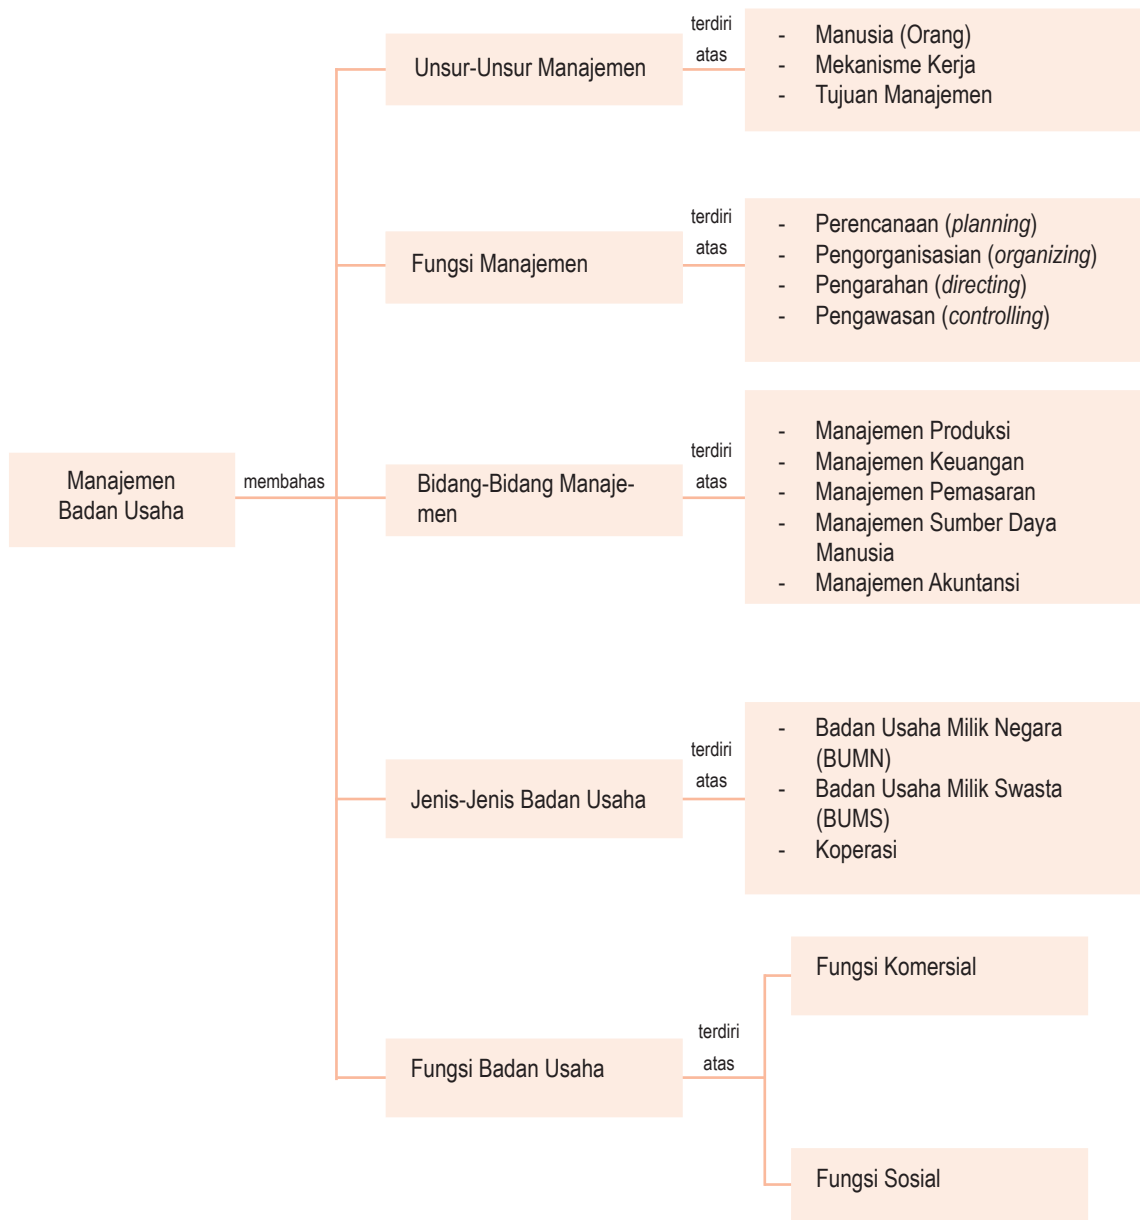 Manajemen
Badan Usaha
membahas
Unsur-Unsur Manajemen
terdiri
atas
- Manusia (Orang)
- Mekanisme Kerja
- Tujuan Manajemen
Fungsi Manajemen
terdiri
atas
- Perencanaan (planning)
- Pengorganisasian (organizing)
- Pengarahan (directing)
- Pengawasan (controlling)
Bidang-Bidang Manaje-
men
terdiri
atas
- Manajemen Produksi
- Manajemen Keuangan
- Manajemen Pemasaran
- Manajemen Sumber Daya
Manusia
- Manajemen Akuntansi
Jenis-Jenis Badan Usaha
terdiri
atas
- Badan Usaha Milik Negara
(BUMN)
- Badan Usaha Milik Swasta
(BUMS)
- Koperasi
Fungsi Badan Usaha
terdiri
atas
Fungsi Komersial
Fungsi Sosial